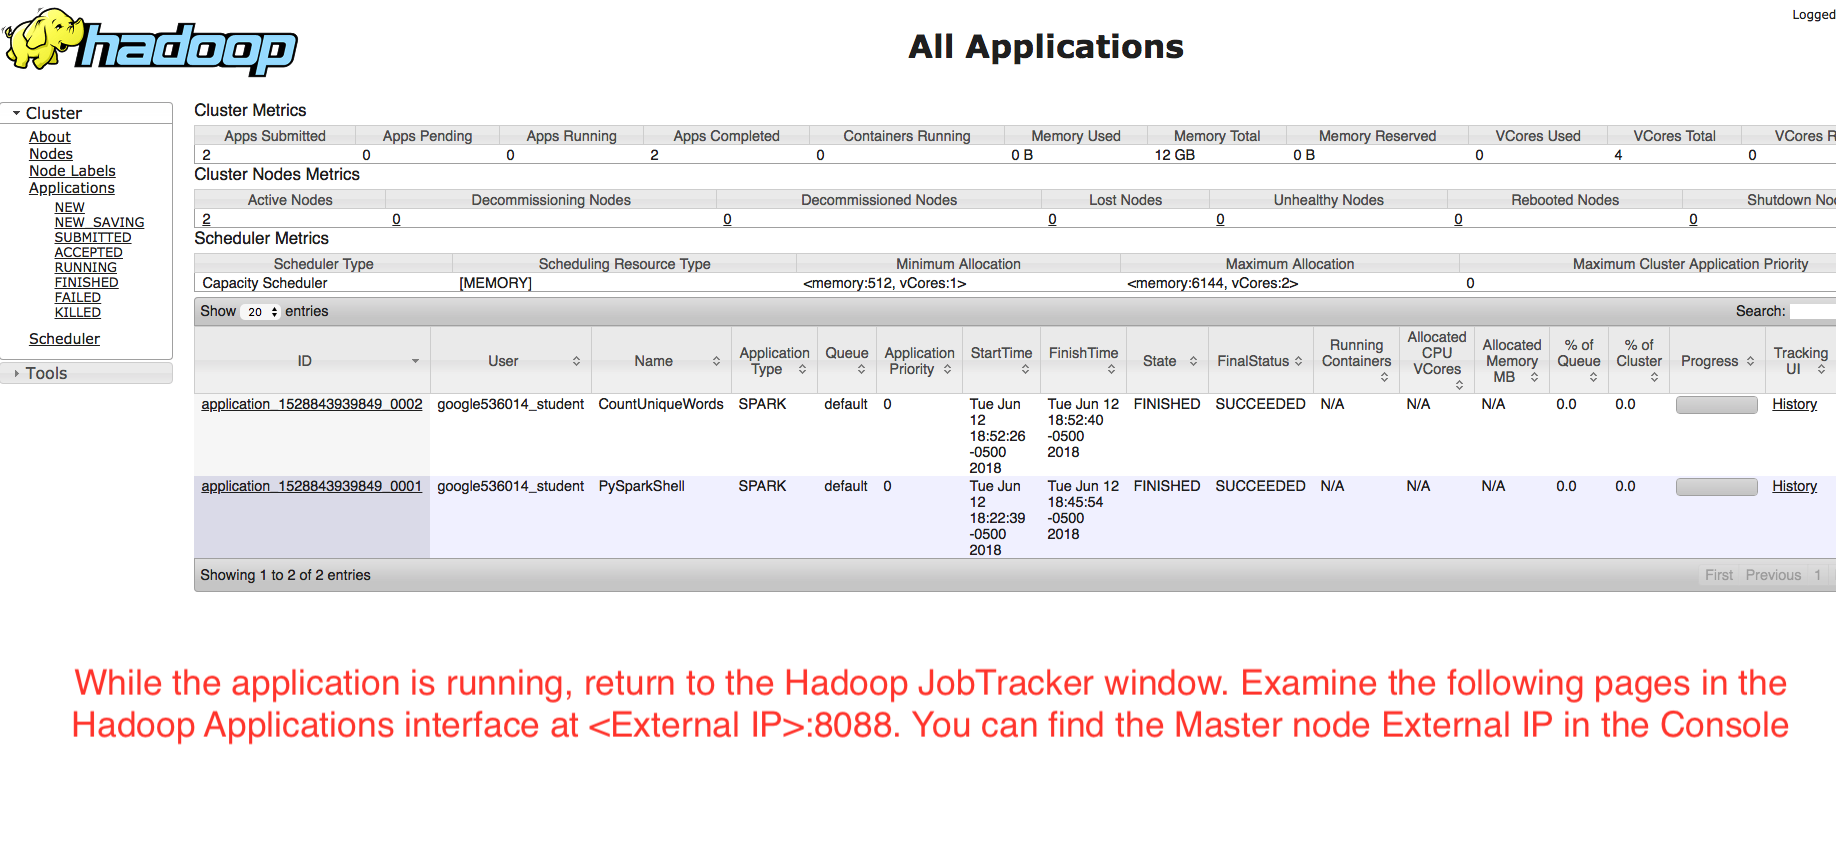 hadoop
Logged
All Applications
Cluster
About
Nodes
Node Labels
Applications
NEW
NEW_SAVING
SUBMITTED
ACCEPTED
RUNNING
FINISHED
FAILED
KILLED
Scheduler
Tools
Cluster Metrics
Apps Submitted Apps Pending Apps Running Apps Completed Containers Running Memory Used Memory Total Memory Reserved VCores Used VCores Total VCores R
2 0 0 2 0 0 B 12 GB 0 B 0 4 0
Cluster Nodes Metrics
Active Nodes Decommissioning Nodes Decommissioned Nodes Lost Nodes Unhealthy Nodes Rebooted Nodes Shutdown No
2 0 0 0 0 0 0
Scheduler Metrics
Scheduler Type Scheduling Resource Type Minimum Allocation Maximum Allocation Maximum Cluster Application Priority
Capacity Scheduler [MEMORY] <memory:512, vCores:1> <memory:6144, vCores:2> 0
Show 20 entries Search:
ID User Name Application Type Queue Application Priority StartTime FinishTime State FinalStatus Running Containers Allocated CPU VCores Allocated Memory MB % of Queue % of Cluster Progress Tracking UI
application_1528843939849_0002 google536014_student CountUniqueWords SPARK default 0 Tue Jun 12 18:52:26 -0500 2018 Tue Jun 12 18:52:40 -0500 2018 FINISHED SUCCEEDED N/A N/A N/A 0.0 0.0 History
application_1528843939849_0001 google536014_student PySparkShell SPARK default 0 Tue Jun 12 18:22:39 -0500 2018 Tue Jun 12 18:45:54 -0500 2018 FINISHED SUCCEEDED N/A N/A N/A 0.0 0.0 History
Showing 1 to 2 of 2 entries First Previous 1
While the application is running, return to the Hadoop JobTracker window. Examine the following pages in the
Hadoop Applications interface at <External IP>:8088. You can find the Master node External IP in the Console